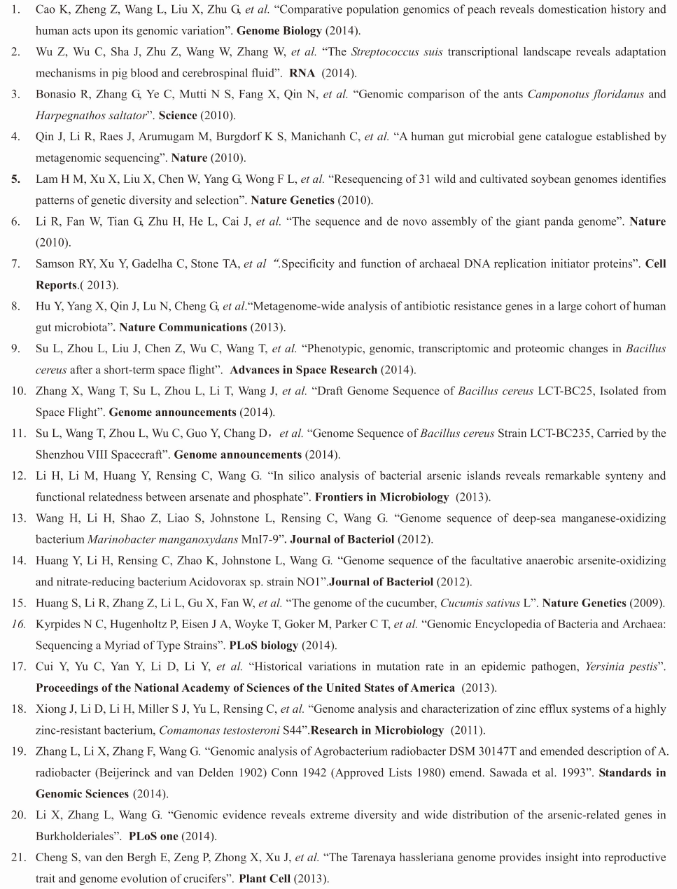 1. Cao K, Zheng Z, Wang L, Liu X, Zhu G, et al. “Comparative population genomics of peach reveals domestication history and
human acts upon its genomic variation”. Genome Biology (2014).
2. Wu Z, Wu C, Sha J, Zhu Z, Wang W, Zhang W, et al. “The Streptococcus suis transcriptional landscape reveals adaptation
mechanisms in pig blood and cerebrospinal fluid”. RNA (2014).
3. Bonasio R, Zhang G, Ye C, Mutti N S, Fang X, Qin N, et al. “Genomic comparison of the ants Camponotus floridanus and
Harpegnathos saltator”. Science (2010).
4. Qin J, Li R, Raes J, Arumugam M, Burgdorf K S, Manichanh C, et al. “A human gut microbial gene catalogue established by
metagenomic sequencing”. Nature (2010).
5. Lam H M, Xu X, Liu X, Chen W, Yang G, Wong F L, et al. “Resequencing of 31 wild and cultivated soybean genomes identifies
patterns of genetic diversity and selection”. Nature Genetics (2010).
6. Li R, Fan W, Tian G, Zhu H, He L, Cai J, et al. “The sequence and de novo assembly of the giant panda genome”. Nature
(2010).
7. Samson RY, Xu Y, Gadelha C, Stone TA, et al “.Specificity and function of archaeal DNA replication initiator proteins”. Cell
Reports.( 2013).
8. Hu Y, Yang X, Qin J, Lu N, Cheng G, et al.“Metagenome-wide analysis of antibiotic resistance genes in a large cohort of human
gut microbiota”. Nature Communications (2013).
9. Su L, Zhou L, Liu J, Chen Z, Wu C, Wang T, et al. “Phenotypic, genomic, transcriptomic and proteomic changes in Bacillus
cereus after a short-term space flight”. Advances in Space Research (2014).
10. Zhang X, Wang T, Su L, Zhou L, Li T, Wang J, et al. “Draft Genome Sequence of Bacillus cereus LCT-BC25, Isolated from
Space Flight”. Genome announcements (2014).
11. Su L, Wang T, Zhou L, Wu C, Guo Y, Chang D，et al. “Genome Sequence of Bacillus cereus Strain LCT-BC235, Carried by the
Shenzhou VIII Spacecraft”. Genome announcements (2014).
12. Li H, Li M, Huang Y, Rensing C, Wang G. “In silico analysis of bacterial arsenic islands reveals remarkable synteny and
functional relatedness between arsenate and phosphate”. Frontiers in Microbiology (2013).
13. Wang H, Li H, Shao Z, Liao S, Johnstone L, Rensing C, Wang G. “Genome sequence of deep-sea manganese-oxidizing
bacterium Marinobacter manganoxydans MnI7-9”. Journal of Bacteriol (2012).
14. Huang Y, Li H, Rensing C, Zhao K, Johnstone L, Wang G. “Genome sequence of the facultative anaerobic arsenite-oxidizing
and nitrate-reducing bacterium Acidovorax sp. strain NO1”.Journal of Bacteriol (2012).
15. Huang S, Li R, Zhang Z, Li L, Gu X, Fan W, et al. “The genome of the cucumber, Cucumis sativus L”. Nature Genetics (2009).
16. Kyrpides N C, Hugenholtz P, Eisen J A, Woyke T, Goker M, Parker C T, et al. “Genomic Encyclopedia of Bacteria and Archaea:
Sequencing a Myriad of Type Strains”. PLoS biology (2014).
17. Cui Y, Yu C, Yan Y, Li D, Li Y, et al. “Historical variations in mutation rate in an epidemic pathogen, Yersinia pestis”.
Proceedings of the National Academy of Sciences of the United States of America (2013).
18. Xiong J, Li D, Li H, Miller S J, Yu L, Rensing C, et al. “Genome analysis and characterization of zinc efflux systems of a highly
zinc-resistant bacterium, Comamonas testosteroni S44”.Research in Microbiology (2011).
19. Zhang L, Li X, Zhang F, Wang G. “Genomic analysis of Agrobacterium radiobacter DSM 30147T and emended description of A.
radiobacter (Beijerinck and van Delden 1902) Conn 1942 (Approved Lists 1980) emend. Sawada et al. 1993”. Standards in
Genomic Sciences (2014).
20. Li X, Zhang L, Wang G. “Genomic evidence reveals extreme diversity and wide distribution of the arsenic-related genes in
Burkholderiales”. PLoS one (2014).
21. Cheng S, van den Bergh E, Zeng P, Zhong X, Xu J, et al. “The Tarenaya hassleriana genome provides insight into reproductive
trait and genome evolution of crucifers”. Plant Cell (2013).